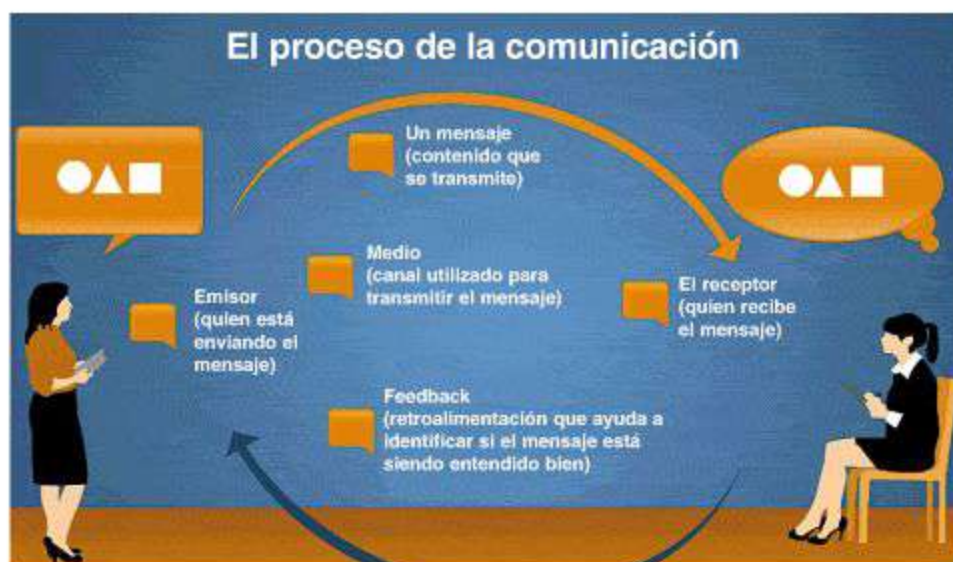 El proceso de la comunicación
Un mensaje
(contenido que
se transmite)
Medio
(canal utilizado para
transmitir el mensaje)
Emisor
(quien está
enviando el
mensaje)
El receptor
(quien recibe
el mensaje)
Feedback
(retroalimentación que ayuda a
identificar si el mensaje está
siendo entendido bien)